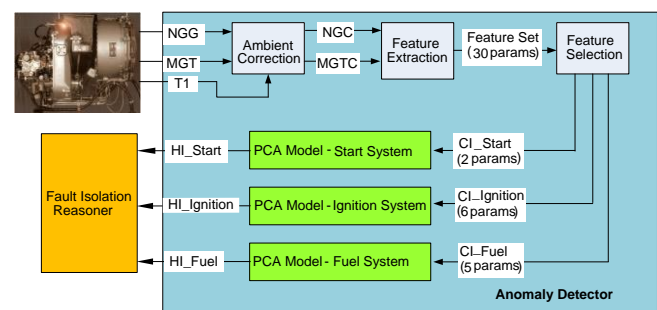 NGG
MGT
T1
Ambient
Correction
NGC
MGTC
Feature
Extraction
Feature Set
(30 params)
Feature
Selection
HI_Start
PCA Model - Start System
CI_Start
(2 params)
Fault Isolation
Reasoner
HI_Ignition
PCA Model - Ignition System
CI_Ignition
(6 params)
HI_Fuel
PCA Model - Fuel System
CI_Fuel
(5 params)
Anomaly Detector